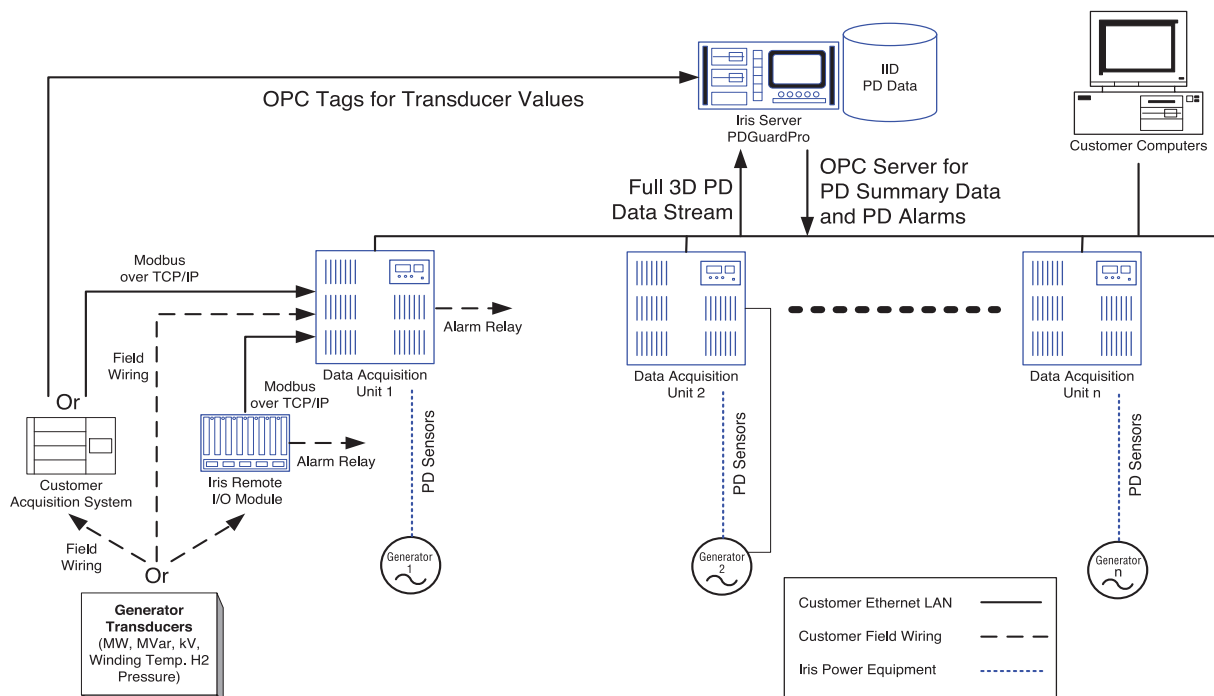 IID
PD Data
OPC Tags for Transducer Values
Iris Server
PDGuardPro
Customer Computers
Full 3D PD
Data Stream
OPC Server for
PD Summary Data
and PD Alarms
Modbus
over TCP/IP
Alarm Relay
Field
Wiring
Data Acquisition
Unit 1
Data Acquisition
Unit 2
Data Acquisition
Unit n
Or
Modbus
over TCP/IP
Alarm Relay
Customer
Acquisition System
Iris Remote
I/O Module
PD Sensors
PD Sensors
PD Sensors
Field
Wiring
Or
Generator
1
Generator
2
Generator
n
Generator
Transducers
(MW, MVar, kV,
Winding Temp. H2
Pressure)
Customer Ethernet LAN
Customer Field Wiring
Iris Power Equipment